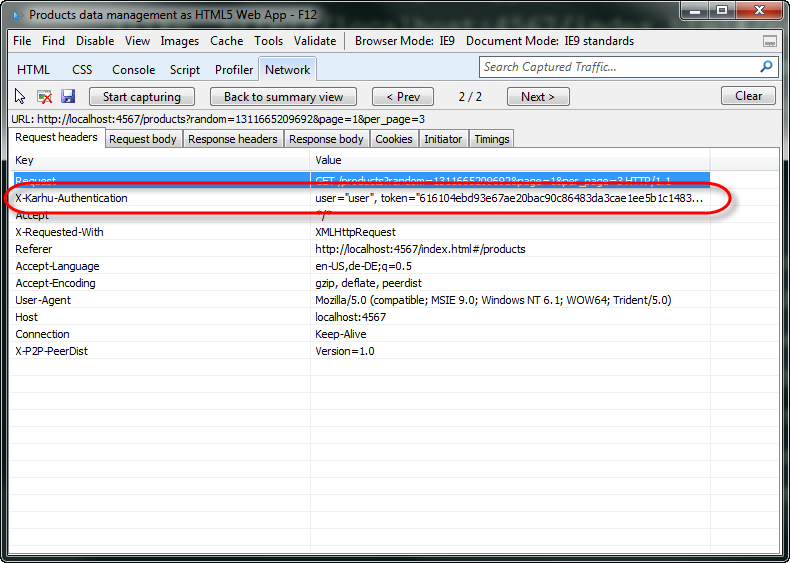 Products data management as HTML5 Web App - F12
File Find Disable View Images Cache Tools Validate Browser Mode: IE9 Document Mode: IE9 standards
HTML CSS Console Script Profiler Network Search Captured Traffic...
Start capturing Back to summary view < Prev 2 / 2 Next > Clear
URL: http://localhost:4567/products?random=1311665209692&page=1&per_page=3
Request headers Request body Response headers Response body Cookies Initiator Timings
Key Value
Request GET /products?random=1311665209692&page=1&per_page=3 HTTP/1.1
X-Karhu-Authentication user="user", token="616104ebd93e67ae20bac90c86483da3cae1ee5b1c1483...
Accept */*
X-Requested-With XMLHttpRequest
Referer http://localhost:4567/index.html#/products
Accept-Language en-US,de-DE;q=0.5
Accept-Encoding gzip, deflate, peerdist
User-Agent Mozilla/5.0 (compatible; MSIE 9.0; Windows NT 6.1; WOW64; Trident/5.0)
Host localhost:4567
Connection Keep-Alive
X-P2P-PeerDist Version=1.0